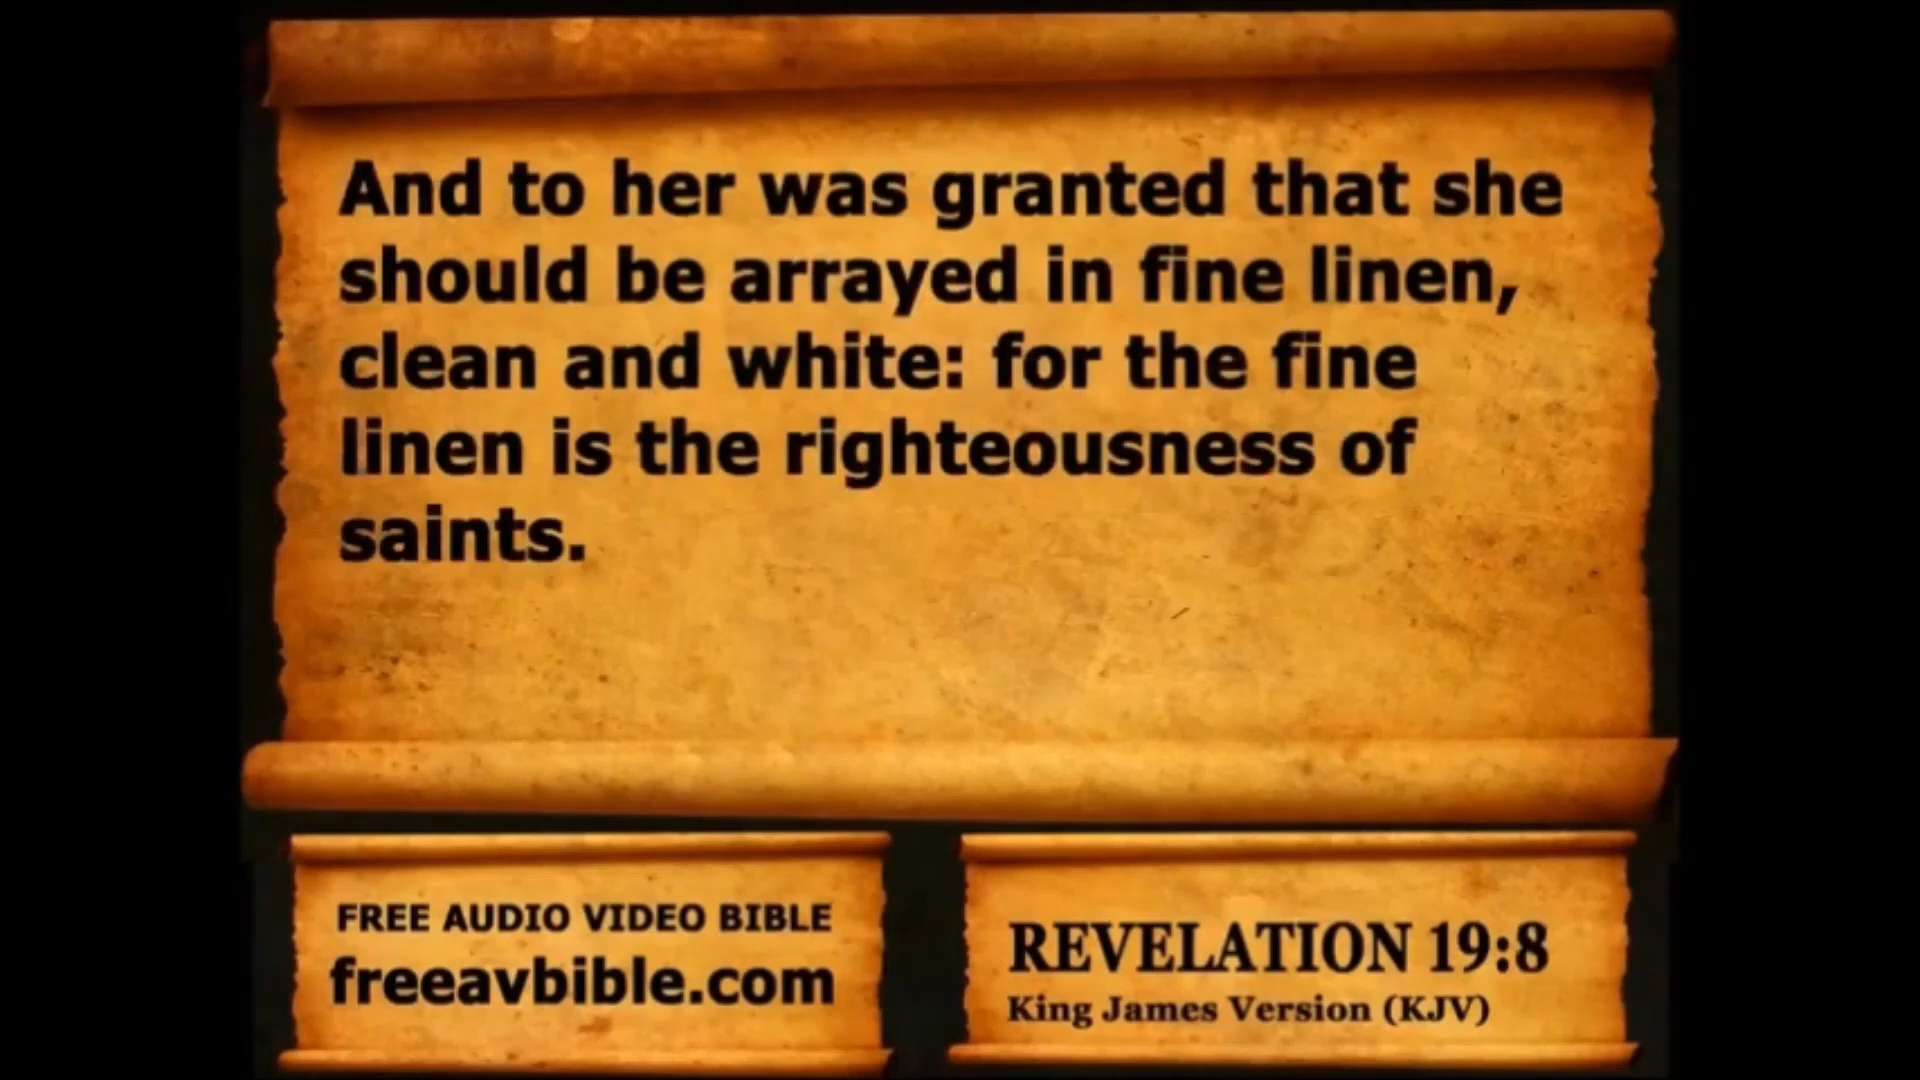 And to her was granted that she
should be arrayed in fine linen,
clean and white: for the fine
linen is the righteousness of
saints.
FREE AUDIO VIDEO BIBLE
freeavbible.com
REVELATION 19:8
King James Version (KJV)